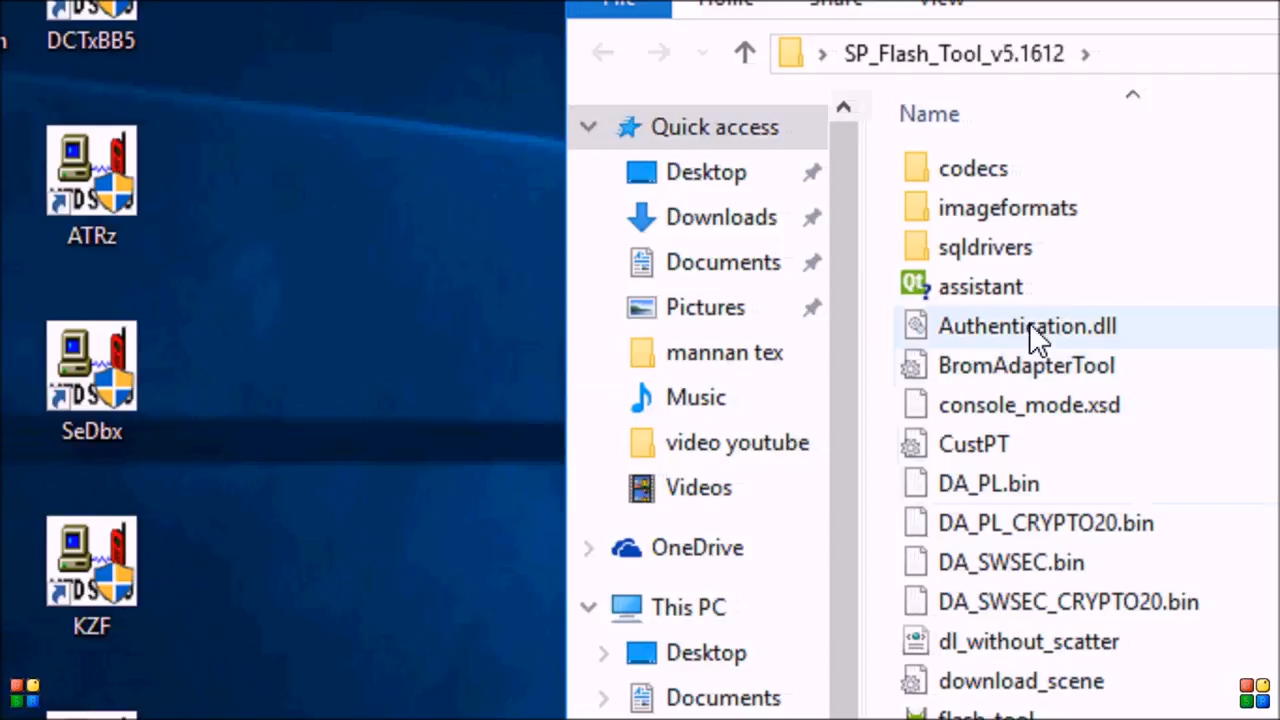 DCTxBB5
ATRz
SeDbx
KZF
File Home Share View
SP_Flash_Tool_v5.1612
Quick access
Desktop
Downloads
Documents
Pictures
mannan tex
Music
video youtube
Videos
OneDrive
This PC
Desktop
Documents
Name
codecs
imageformats
sqldrivers
assistant
Authentication.dll
BromAdapterTool
console_mode.xsd
CustPT
DA_PL.bin
DA_PL_CRYPTO20.bin
DA_SWSEC.bin
DA_SWSEC_CRYPTO20.bin
dl_without_scatter
download_scene
flash_tool